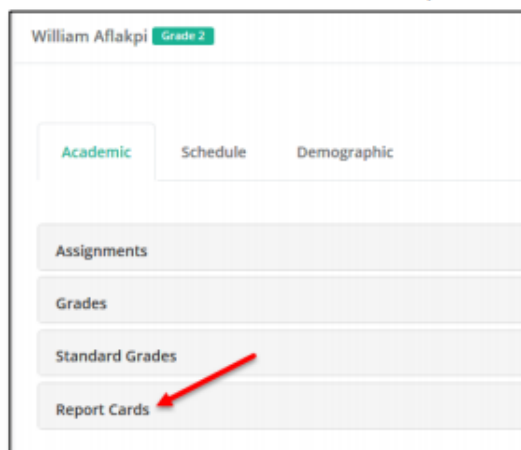 William Aflakpi Grade 2
Academic Schedule Demographic
Assignments
Grades
Standard Grades
Report Cards